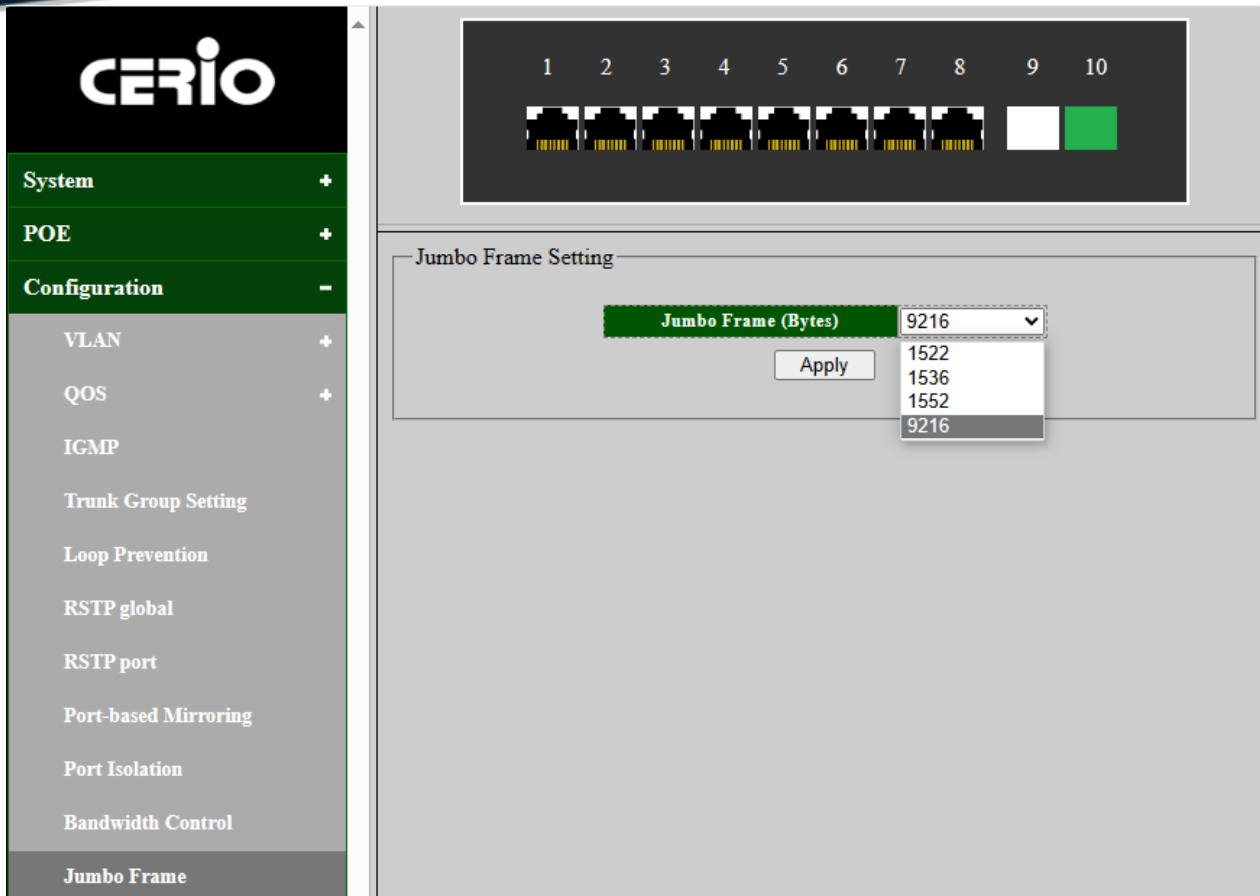 CERIO
System
POE
Configuration
VLAN
QOS
IGMP
Trunk Group Setting
Loop Prevention
RSTP global
RSTP port
Port-based Mirroring
Port Isolation
Bandwidth Control
Jumbo Frame
1 2 3 4 5 6 7 8 9 10
Jumbo Frame Setting
Jumbo Frame (Bytes) 9216
Apply
1522
1536
1552
9216